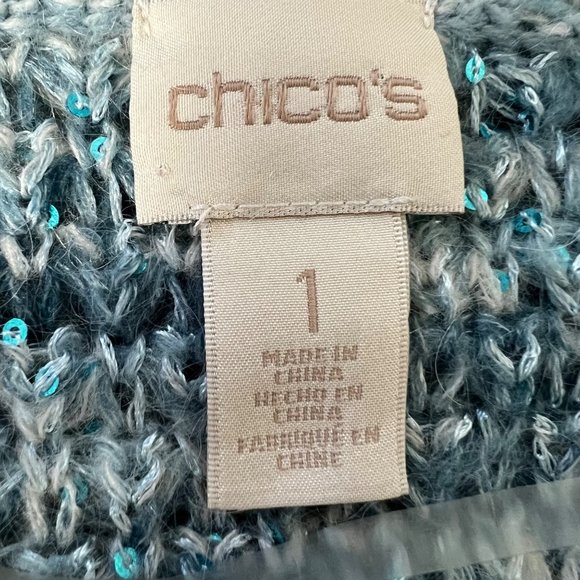 chico's
1
MADE IN
CHINA
HECHO EN
CHINA
FABRIQUÉ EN
CHINE